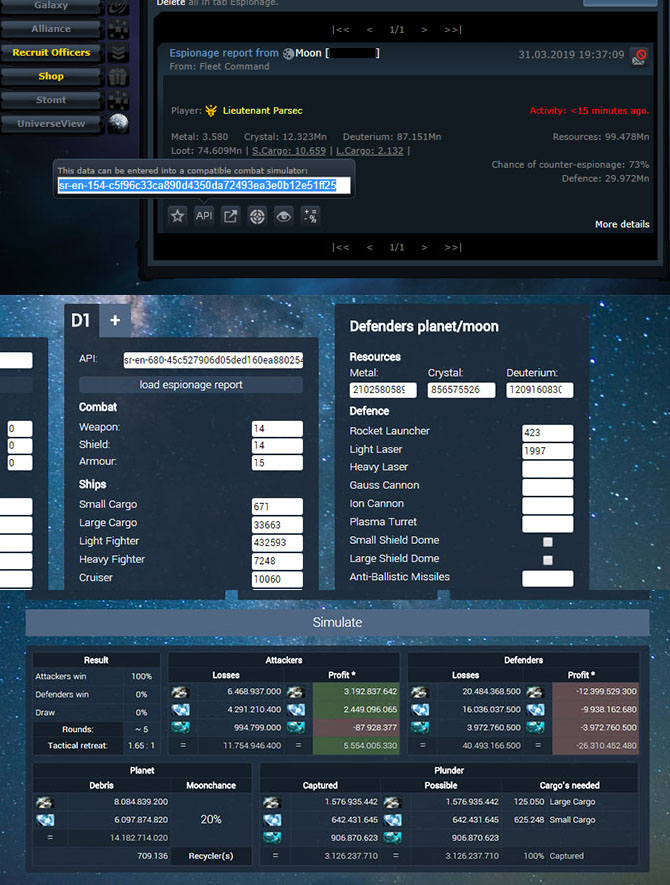 Galaxy
Delete all in tab Espionage.
Alliance
|<< < 1/1 > >>|
Recruit Officers
Espionage report from Moon [ ] 31.03.2019 19:37:09
From: Fleet Command
Shop
Stomt
Player: Lieutenant Parsec Activity: <15 minutes ago.
UniverseView
Metal: 3.580 Crystal: 12.323Mn Deuterium: 87.151Mn Resources: 99.478Mn
Loot: 74.609Mn | S.Cargo: 10.659 | L.Cargo: 2.132 |
Chance of counter-espionage: 73%
This data can be entered into a compatible combat simulator:
Defence: 29.972Mn
sr-en-154-c5f96c33ca890d4350da72493ea3e0b12e51ff25
API
+ =
- %
More details
|<< < 1/1 > >>|
D1 +
Defenders planet/moon
API: sr-en-680-45c527906d05ded160ea880254
Resources
load espionage report
Metal: Crystal: Deuterium:
2102580589 856575526 1209160830
Combat
Defence
Weapon: 14
0
Rocket Launcher 423
Shield: 14
0
Light Laser 1997
Armour: 15
0
Heavy Laser
Ships
Gauss Cannon
Small Cargo 671
Ion Cannon
Large Cargo 33663
Plasma Turret
Light Fighter 432593
Small Shield Dome
Heavy Fighter 7248
Large Shield Dome
Cruiser 10060
Anti-Ballistic Missiles
Simulate
Result
Attackers win 100%
Defenders win 0%
Draw 0%
Rounds: ~ 5
Tactical retreat: 1.65 : 1
Attackers
Losses Profit *
6.468.937.000 3.192.837.642
4.291.210.400 2.449.096.065
994.799.000 -87.928.377
= 11.754.946.400 = 5.554.005.330
Defenders
Losses Profit *
20.484.368.500 -12.399.529.300
16.036.037.500 -9.938.162.680
3.972.760.500 -3.972.760.500
= 40.493.166.500 = -26.310.452.480
Planet
Debris Moonchance
8.084.839.200
6.097.874.820 20%
= 14.182.714.020
709.136 Recycler(s)
Plunder
Captured Possible Cargo's needed
1.576.935.442 1.576.935.442 125.050 Large Cargo
642.431.645 642.431.645 625.248 Small Cargo
906.870.623 906.870.623
= 3.126.237.710 = 3.126.237.710 100% Captured